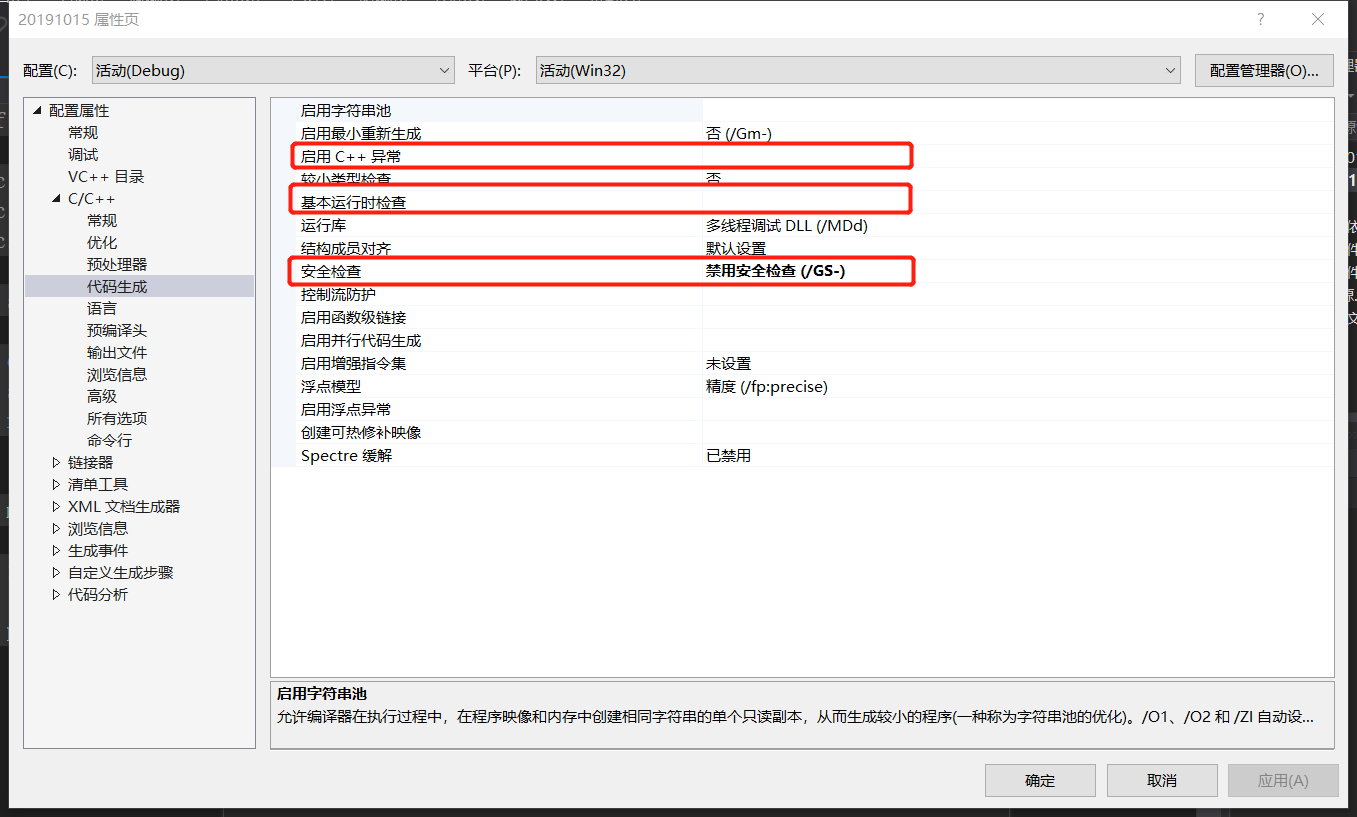 20191015 属性页
配置(C): 活动(Debug) 平台(P): 活动(Win32) 配置管理器(O)...
配置属性
常规
调试
VC++ 目录
C/C++
常规
优化
预处理器
代码生成
语言
预编译头
输出文件
浏览信息
高级
所有选项
命令行
链接器
清单工具
XML 文档生成器
浏览信息
生成事件
自定义生成步骤
代码分析
启用字符串池
启用最小重新生成 否 (/Gm-)
启用 C++ 异常
较小类型检查 否
基本运行时检查
运行库 多线程调试 DLL (/MDd)
结构成员对齐 默认设置
安全检查 禁用安全检查 (/GS-)
控制流防护
启用函数级链接
启用并行代码生成
启用增强指令集 未设置
浮点模型 精度 (/fp:precise)
启用浮点异常
创建可热修补映像
Spectre 缓解 已禁用
启用字符串池
允许编译器在执行过程中，在程序映像和内存中创建相同字符串的单个只读副本，从而生成较小的程序(一种称为字符串池的优化)。/O1、/O2 和 /ZI 自动设...
确定 取消 应用(A)